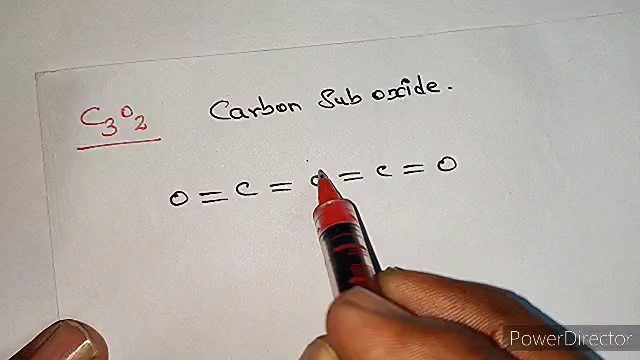 C3O2 Carbon Sub oxide.
O = C = C = C = O
PowerDirector